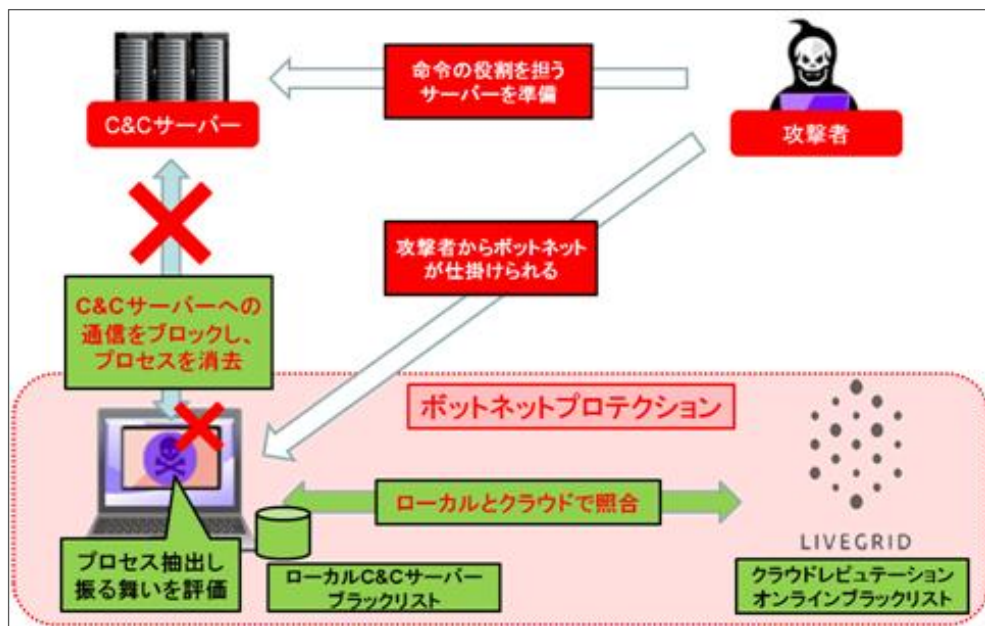 命令の役割を担う
サーバーを準備
C&Cサーバー
攻撃者
攻撃者からボットネット
が仕掛けられる
C&Cサーバーへの
通信をブロックし、
プロセスを消去
ボットネットプロテクション
ローカルとクラウドで照合
LIVEGRID
プロセス抽出し
振る舞いを評価
ローカルC&Cサーバー
ブラックリスト
クラウドレピュテーション
オンラインブラックリスト